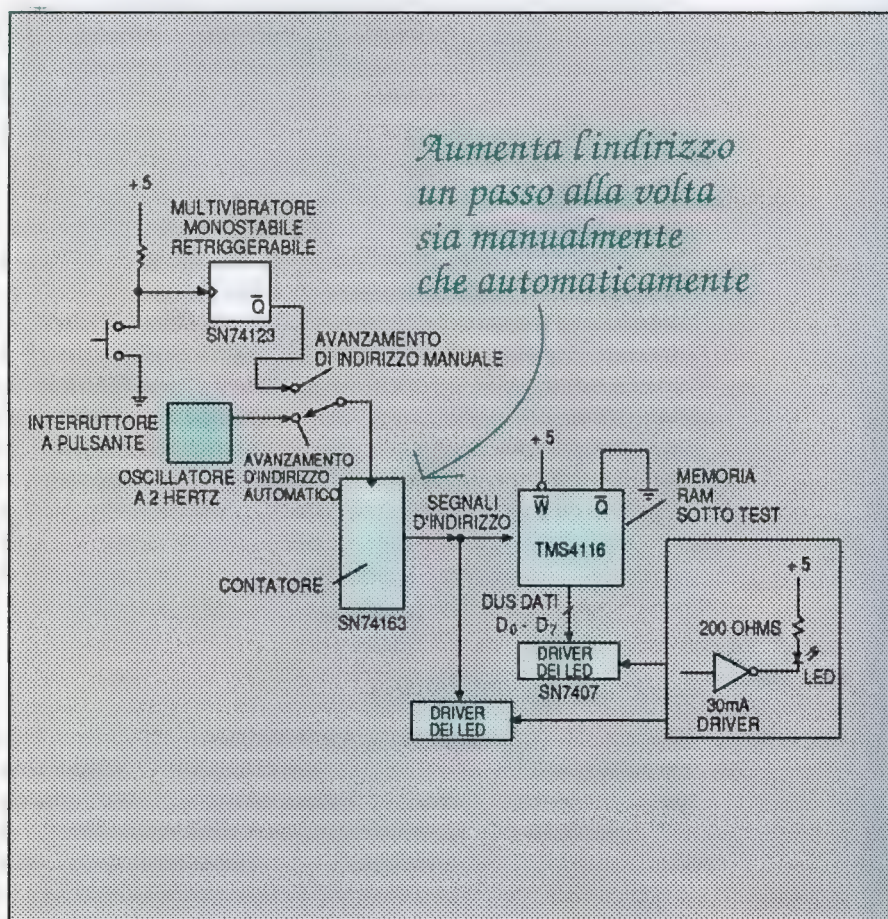 Aumenta l'indirizzo
un passo alla volta
sia manualmente
che automaticamente
+ 5
MULTIVIBRATORE
MONOSTABILE
RETRIGGERABILE
Q
SN74123
AVANZAMENTO
DI INDIRIZZO MANUALE
INTERRUTTORE
A PULSANTE
OSCILLATORE
A 2 HERTZ
AVANZAMENTO
D'INDIRIZZO
AUTOMATICO
CONTATORE
SN74163
SEGNALI
D'INDIRIZZO
+ 5
W Q
TMS4116
MEMORIA
RAM
SOTTO TEST
DUS DATI
D0 - D7
DRIVER
DEI LED
SN7407
DRIVER
DEI LED
+ 5
200 OHMS
LED
30mA
DRIVER